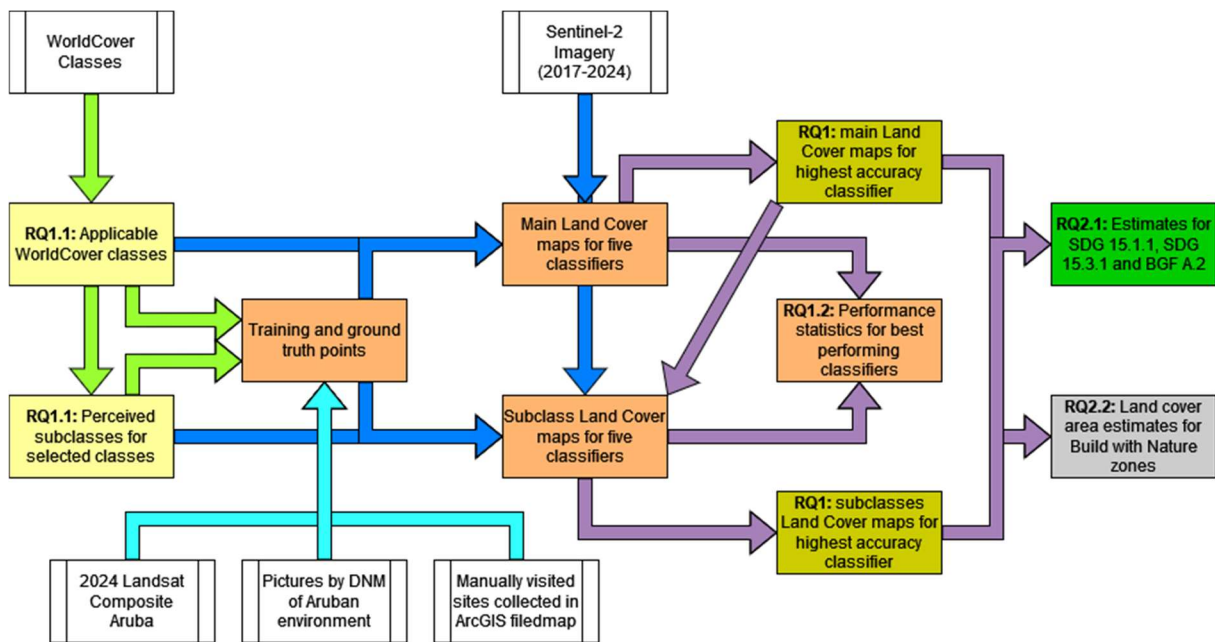 WorldCover
Classes
Sentinel-2
Imagery
(2017-2024)
RQ1: main Land
Cover maps for
highest accuracy
classifier
RQ1.1: Applicable
WorldCover classes
Main Land Cover
maps for five
classifiers
RQ2.1: Estimates for
SDG 15.1.1, SDG
15.3.1 and BGF A.2
Training and ground
truth points
RQ1.2: Performance
statistics for best
performing
classifiers
RQ1.1: Perceived
subclasses for
selected classes
Subclass Land Cover
maps for five
classifiers
RQ2.2: Land cover
area estimates for
Build with Nature
zones
RQ1: subclasses
Land Cover maps for
highest accuracy
classifier
2024 Landsat
Composite
Aruba
Pictures by DNM
of Aruban
environment
Manually visited
sites collected in
ArcGIS filedmap